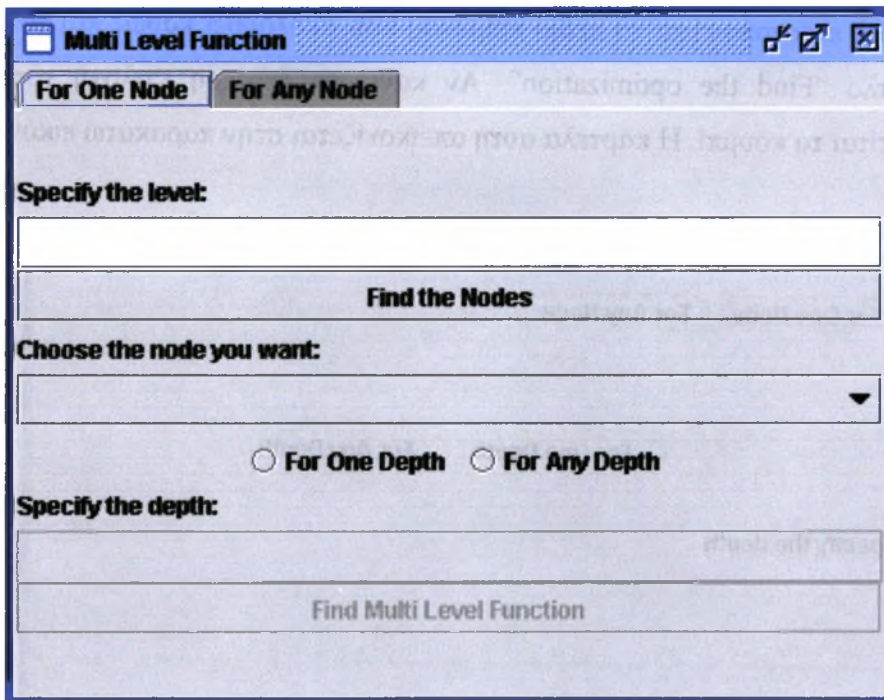 Multi Level Function
For One Node For Any Node
Specify the level:
Find the Nodes
Choose the node you want:
For One Depth For Any Depth
Specify the depth:
Find Multi Level Function